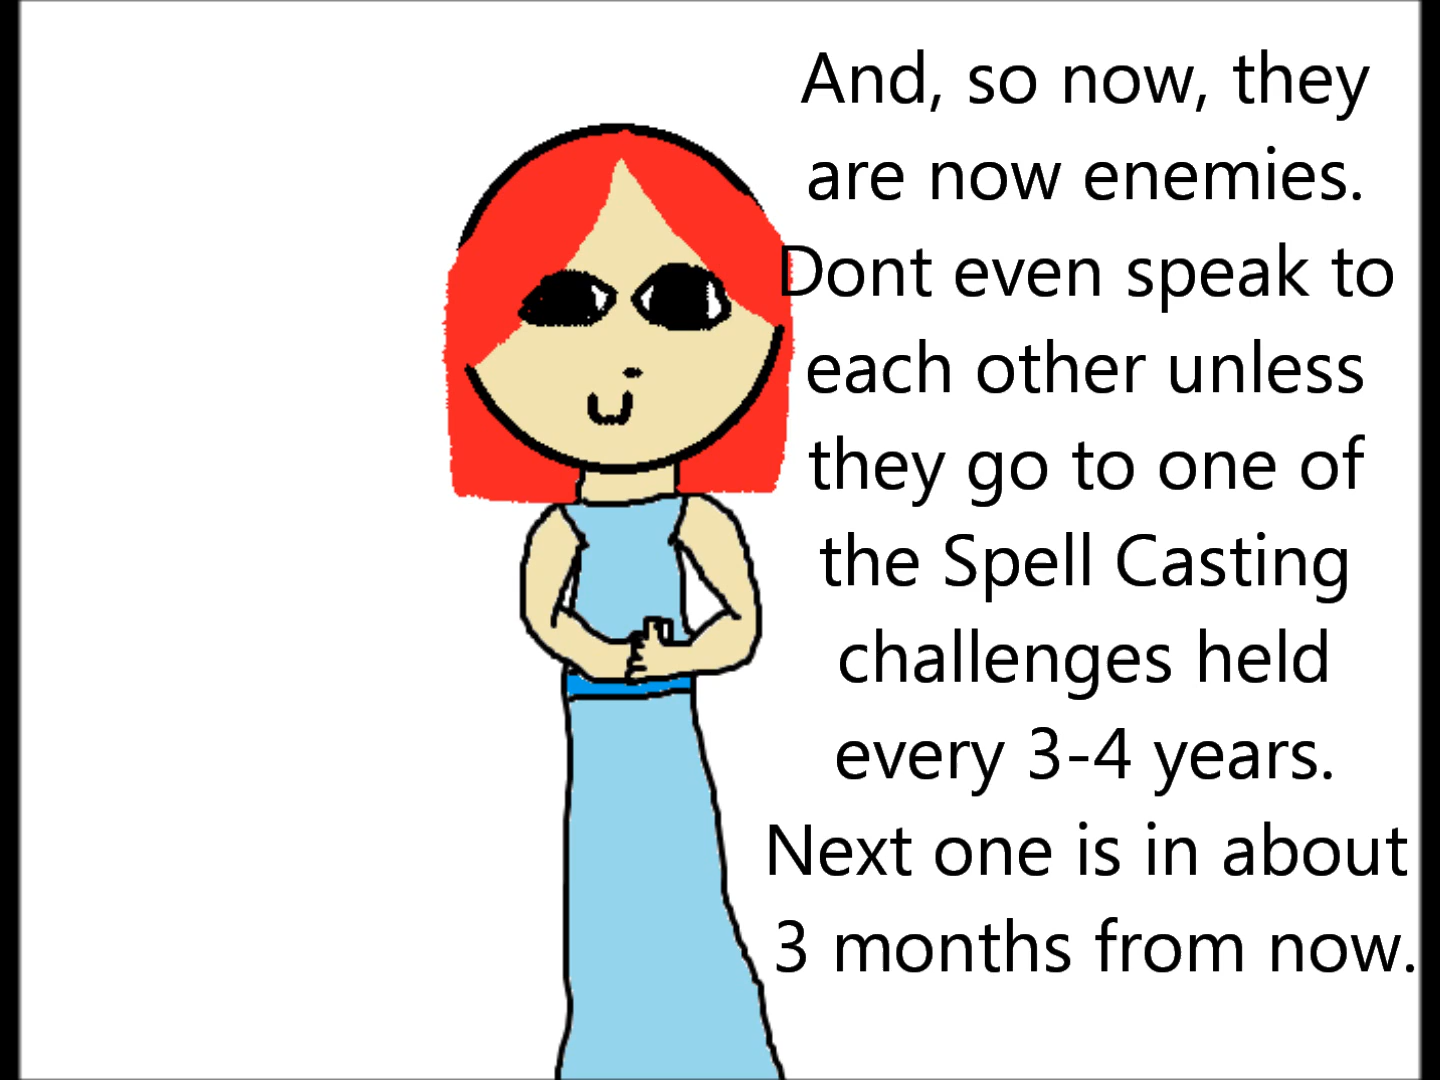 And, so now, they
are now enemies.
Dont even speak to
each other unless
they go to one of
the Spell Casting
challenges held
every 3-4 years.
Next one is in about
3 months from now.